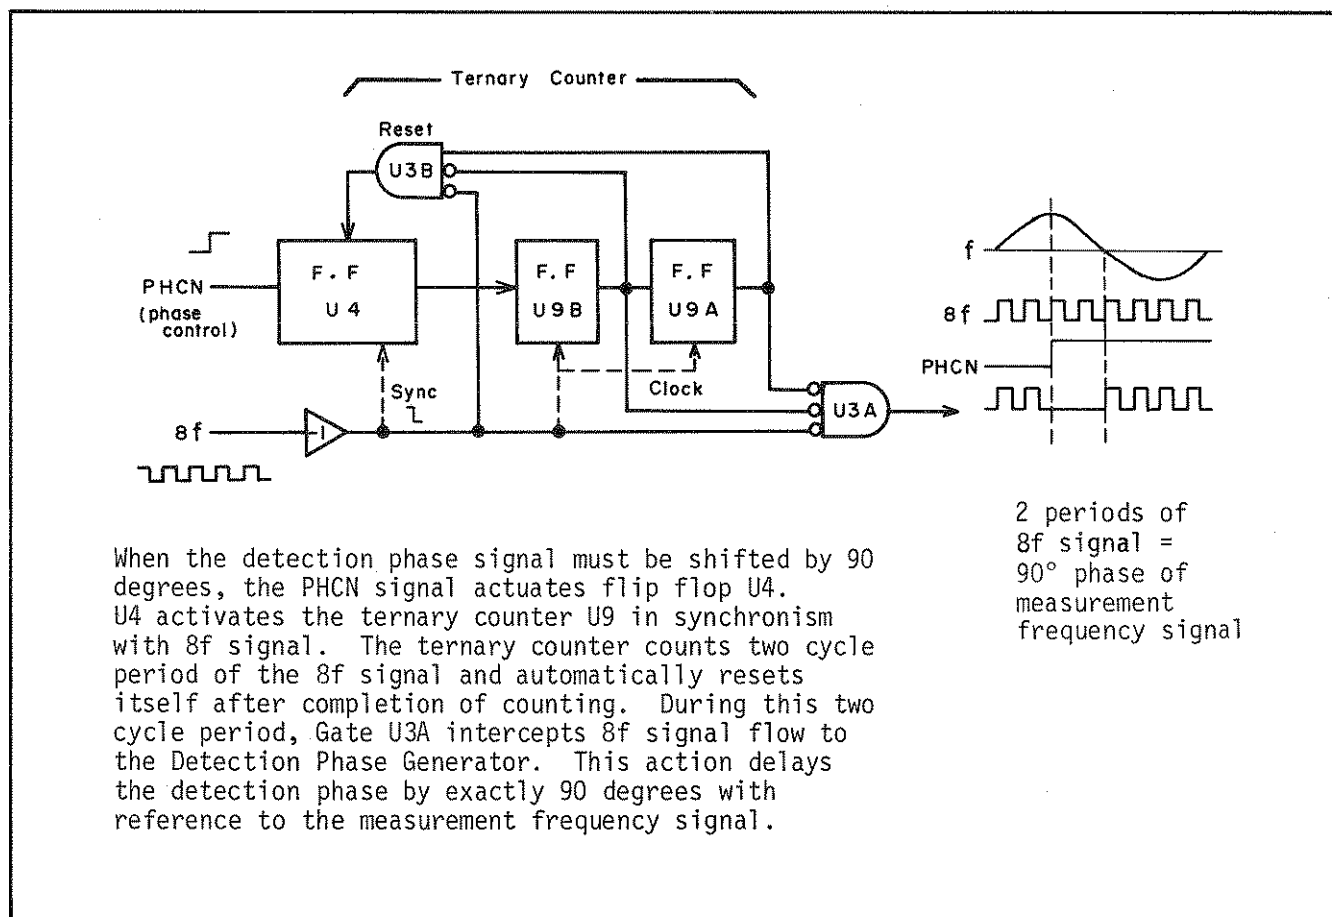 Ternary Counter
Reset
U3B
PHCN
(phase
control)
F.F
U4
F.F
U9B
F.F
U9A
Sync
Clock
8f
-1
U3A
f
8f
PHCN
2 periods of
8f signal =
90° phase of
measurement
frequency signal
When the detection phase signal must be shifted by 90
degrees, the PHCN signal actuates flip flop U4.
U4 activates the ternary counter U9 in synchronism
with 8f signal. The ternary counter counts two cycle
period of the 8f signal and automatically resets
itself after completion of counting. During this two
cycle period, Gate U3A intercepts 8f signal flow to
the Detection Phase Generator. This action delays
the detection phase by exactly 90 degrees with
reference to the measurement frequency signal.